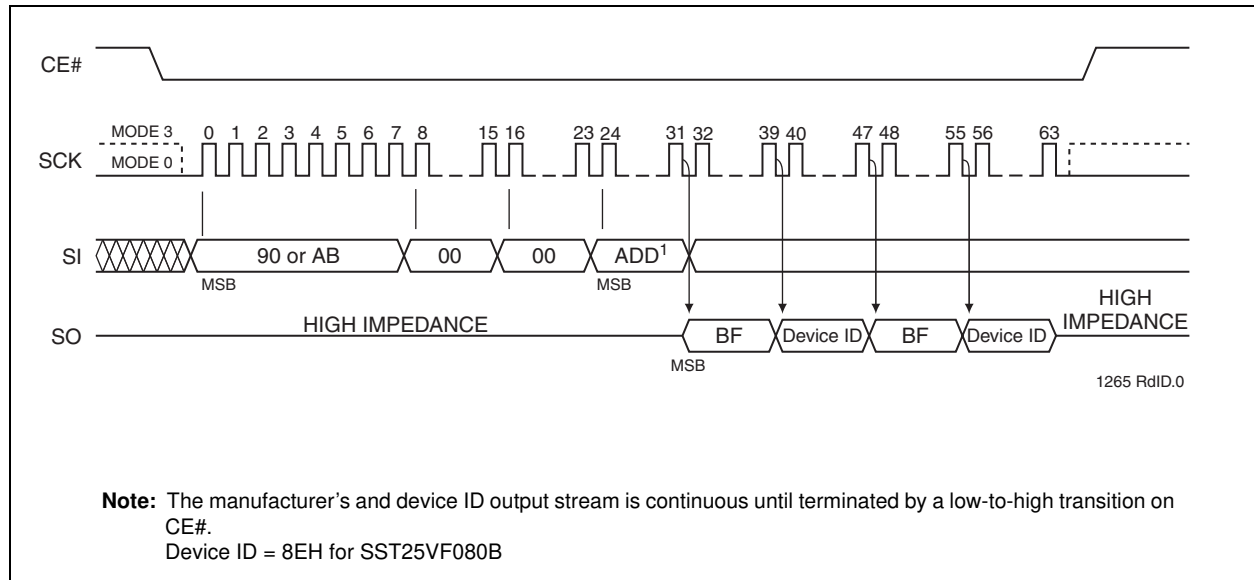 CE#
MODE 3
0 1 2 3 4 5 6 7 8 15 16 23 24 31 32 39 40 47 48 55 56 63
SCK MODE 0
SI 90 or AB 00 00 ADD1
MSB MSB
HIGH IMPEDANCE
SO HIGH IMPEDANCE BF Device ID BF Device ID
MSB
1265 RdID.0
Note: The manufacturer's and device ID output stream is continuous until terminated by a low-to-high transition on
CE#.
Device ID = 8EH for SST25VF080B